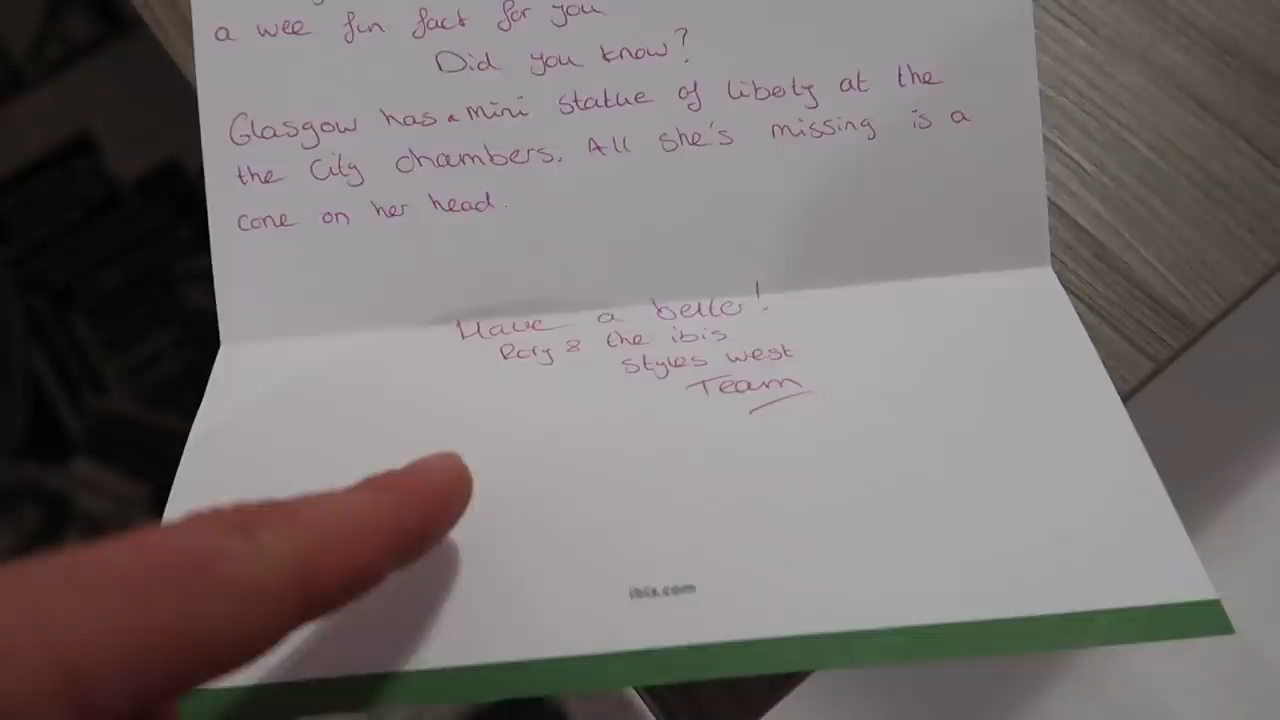 a wee fun fact for you
Did you know?
Glasgow has a mini statue of libety at the
the City chambers. All she's missing is a
cone on her head.
Have a belter!
Rory & the ibis
styles west
Team
ibis.com